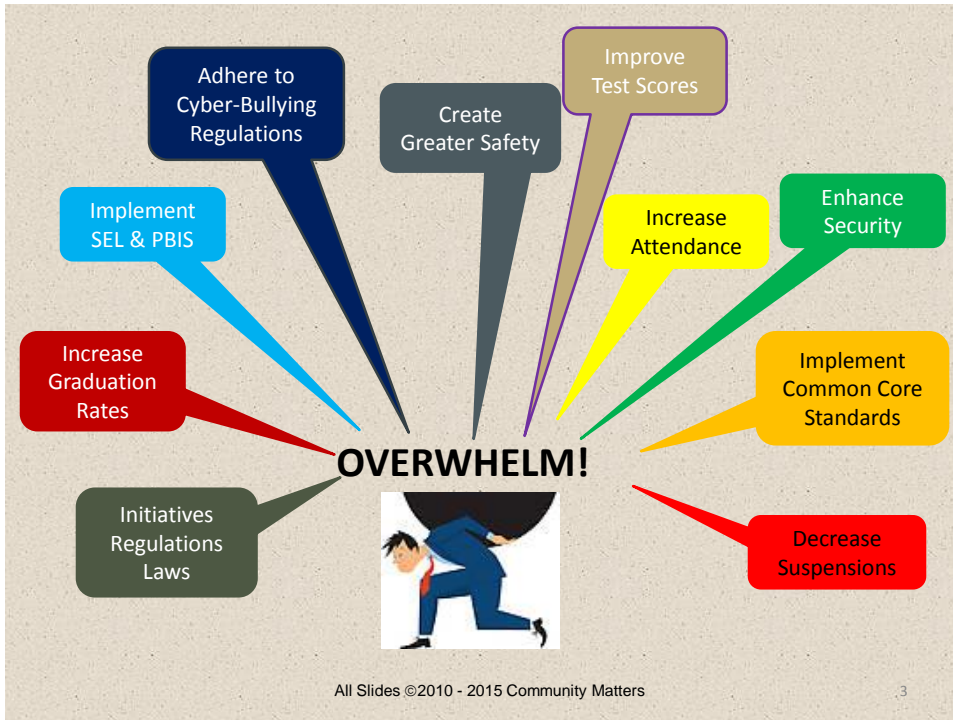 Improve
Test Scores
Adhere to
Cyber-Bullying
Regulations
Create
Greater Safety
Implement
SEL & PBIS
Increase
Attendance
Enhance
Security
Increase
Graduation
Rates
Implement
Common Core
Standards
OVERWHELM!
Initiatives
Regulations
Laws
Decrease
Suspensions
All Slides ©2010 - 2015 Community Matters
3